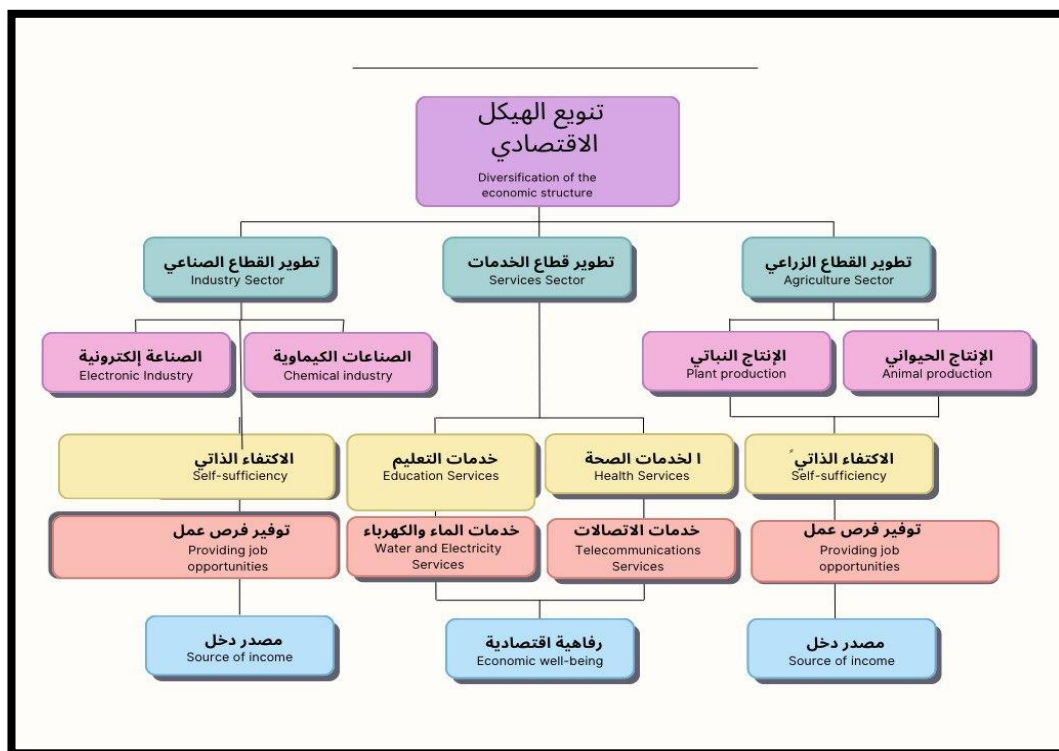 تنويع الهيكل
الاقتصادي
Diversification of the
economic structure
تطوير القطاع الصناعي
Industry Sector
تطوير قطاع الخدمات
Services Sector
تطوير القطاع الزراعي
Agriculture Sector
الصناعة إلكترونية
Electronic Industry
الصناعات الكيماوية
Chemical industry
الإنتاج النباتي
Plant production
الإنتاج الحيواني
Animal production
الاكتفاء الذاتي
Self-sufficiency
خدمات التعليم
Education Services
ا لخدمات الصحة
Health Services
الاكتفاء الذاتي ً
Self-sufficiency
توفير فرص عمل
Providing job
opportunities
خدمات الماء والكهرباء
Water and Electricity
Services
خدمات الاتصالات
Telecommunications
Services
توفير فرص عمل
Providing job
opportunities
مصدر دخل
Source of income
رفاهية اقتصادية
Economic well-being
مصدر دخل
Source of income